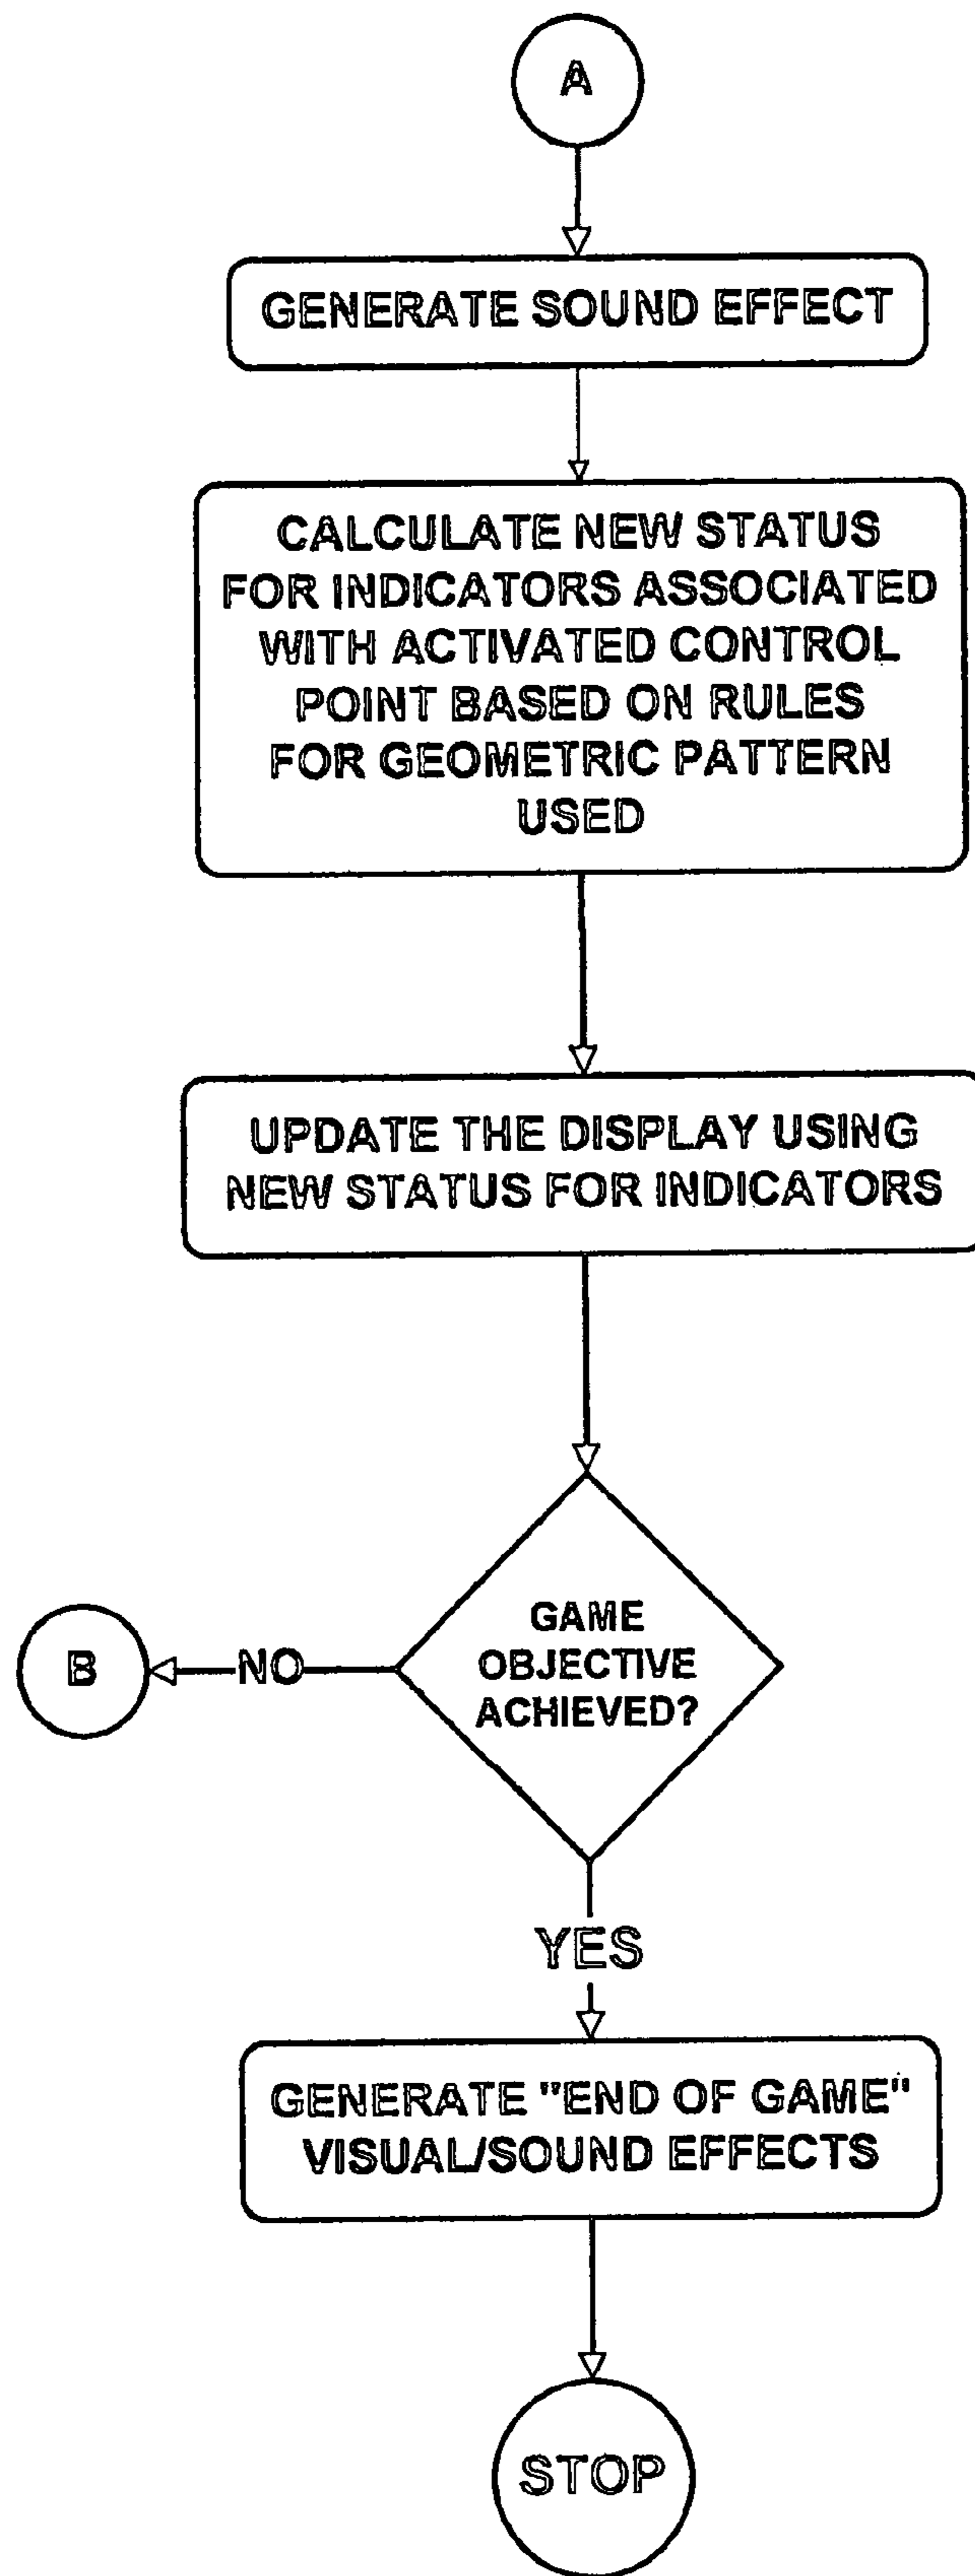 A
GENERATE SOUND EFFECT
CALCULATE NEW STATUS
FOR INDICATORS ASSOCIATED
WITH ACTIVATED CONTROL
POINT BASED ON RULES
FOR GEOMETRIC PATTERN
USED
UPDATE THE DISPLAY USING
NEW STATUS FOR INDICATORS
GAME
OBJECTIVE
ACHIEVED?
B
NO
YES
GENERATE "END OF GAME"
VISUAL/SOUND EFFECTS
STOP